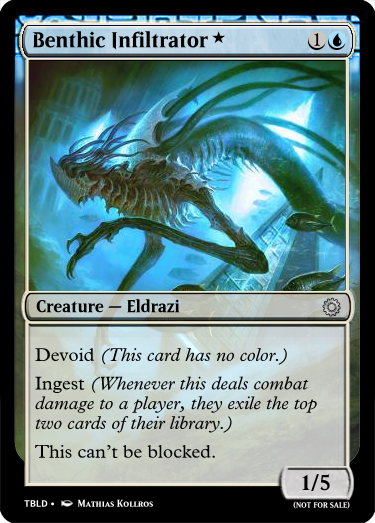 Benthic Infiltrator ★ 1
Creature — Eldrazi
Devoid (This card has no color.)
Ingest (Whenever this deals combat
damage to a player, they exile the top
two cards of their library.)
This can't be blocked.
1/5
TBLD • Mathias Kollros
(NOT FOR SALE)